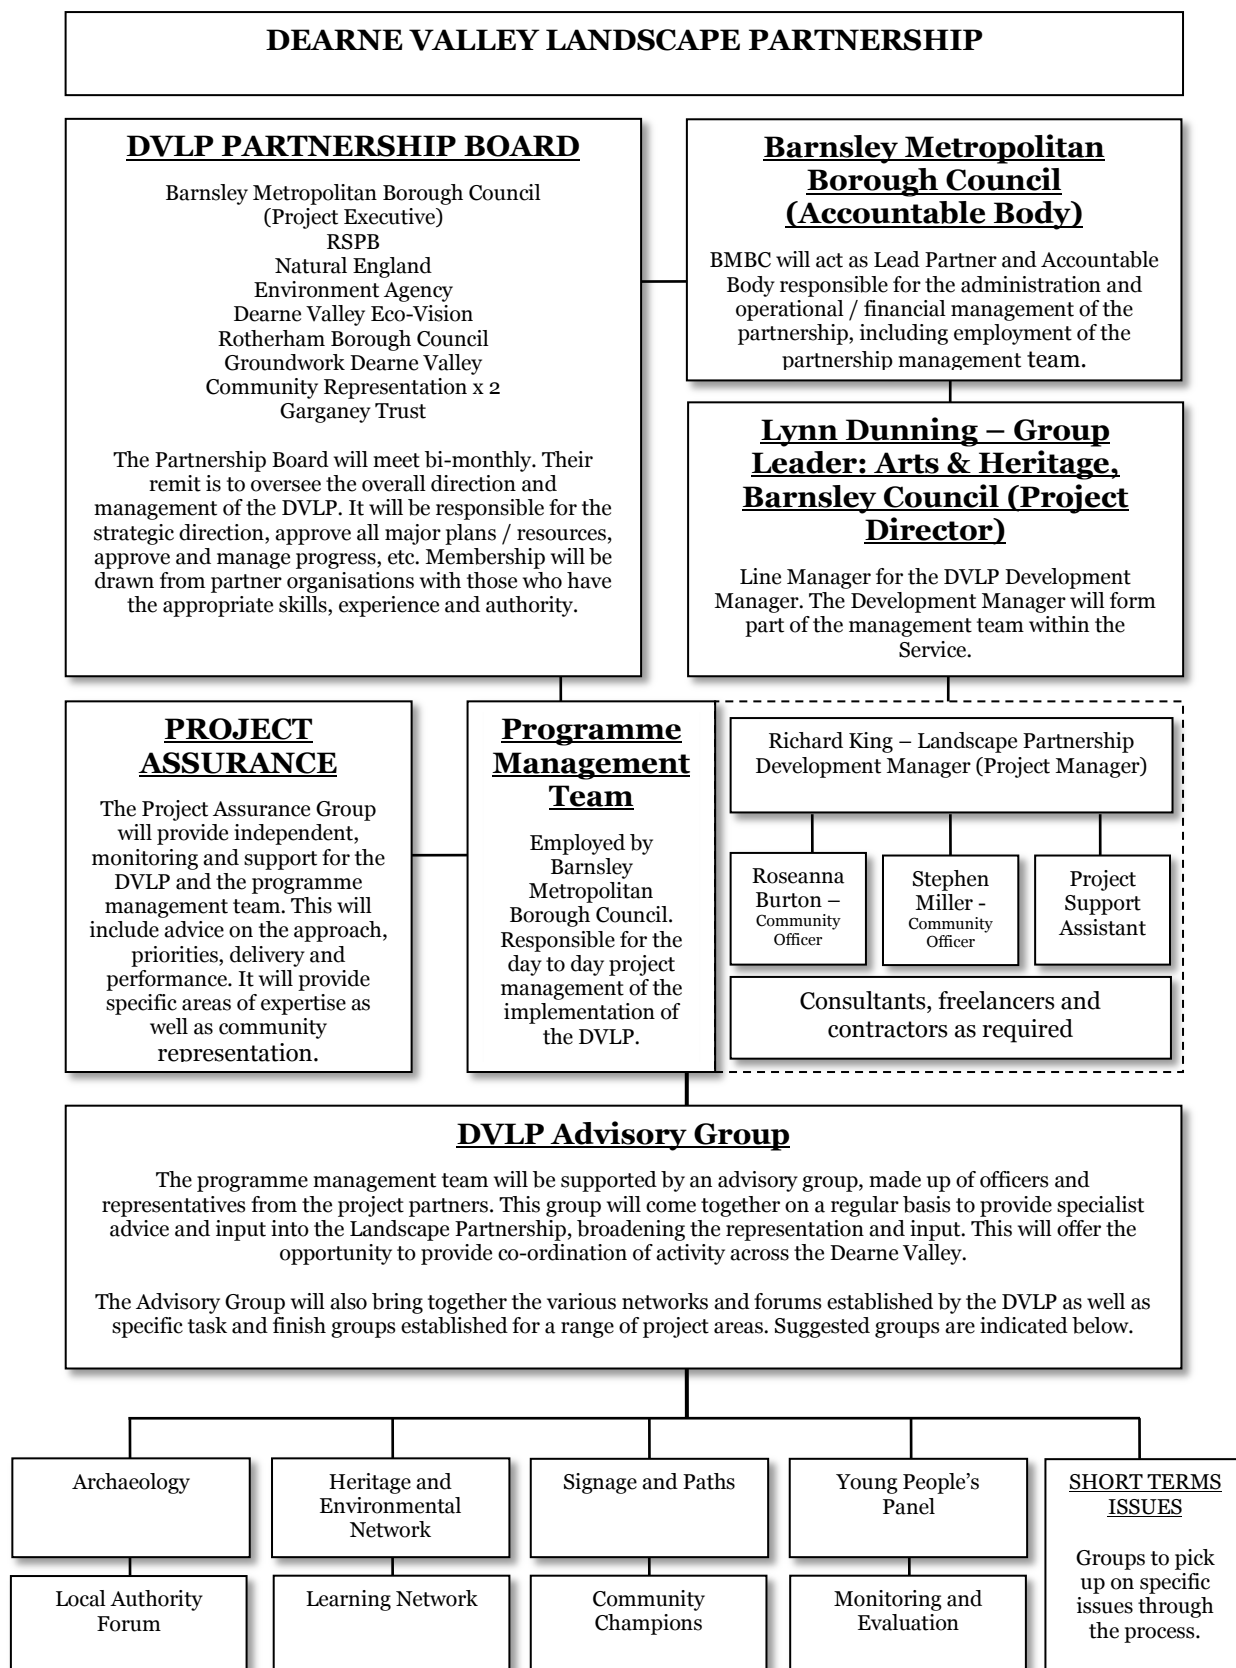 DEARNE VALLEY LANDSCAPE PARTNERSHIP
DVLP PARTNERSHIP BOARD
Barnsley Metropolitan Borough Council
(Project Executive)
RSPB
Natural England
Environment Agency
Dearne Valley Eco-Vision
Rotherham Borough Council
Groundwork Dearne Valley
Community Representation x 2
Garganey Trust
The Partnership Board will meet bi-monthly. Their
remit is to oversee the overall direction and
management of the DVLP. It will be responsible for the
strategic direction, approve all major plans / resources,
approve and manage progress, etc. Membership will be
drawn from partner organisations with those who have
the appropriate skills, experience and authority.
Barnsley Metropolitan
Borough Council
(Accountable Body)
BMBC will act as Lead Partner and Accountable
Body responsible for the administration and
operational / financial management of the
partnership, including employment of the
partnership management team.
Lynn Dunning – Group
Leader: Arts & Heritage,
Barnsley Council (Project
Director)
Line Manager for the DVLP Development
Manager. The Development Manager will form
part of the management team within the
Service.
PROJECT
ASSURANCE
The Project Assurance Group
will provide independent,
monitoring and support for the
DVLP and the programme
management team. This will
include advice on the approach,
priorities, delivery and
performance. It will provide
specific areas of expertise as
well as community
representation.
Programme
Management
Team
Employed by
Barnsley
Metropolitan
Borough Council.
Responsible for the
day to day project
management of the
implementation of
the DVLP.
Richard King – Landscape Partnership
Development Manager (Project Manager)
Roseanna
Burton –
Community
Officer
Stephen
Miller -
Community
Officer
Project
Support
Assistant
Consultants, freelancers and
contractors as required
DVLP Advisory Group
The programme management team will be supported by an advisory group, made up of officers and
representatives from the project partners. This group will come together on a regular basis to provide specialist
advice and input into the Landscape Partnership, broadening the representation and input. This will offer the
opportunity to provide co-ordination of activity across the Dearne Valley.
The Advisory Group will also bring together the various networks and forums established by the DVLP as well as
specific task and finish groups established for a range of project areas. Suggested groups are indicated below.
Archaeology
Heritage and
Environmental
Network
Signage and Paths
Young People's
Panel
SHORT TERMS
ISSUES
Groups to pick
up on specific
issues through
the process.
Local Authority
Forum
Learning Network
Community
Champions
Monitoring and
Evaluation